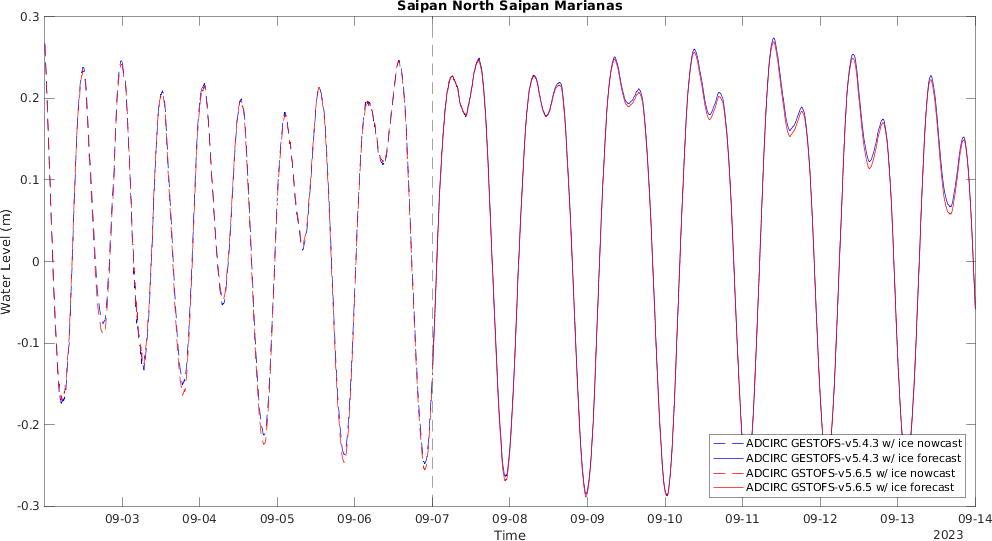 Saipan North Saipan Marianas
0.3
0.2
0.1
0
-0.1
-0.2
-0.3
Water Level (m)
09-03
09-04
09-05
09-06
09-07
09-08
09-09
09-10
09-11
09-12
09-13
09-14
Time
2023
ADCIRC GESTOFS-v5.4.3 w/ ice nowcast
ADCIRC GESTOFS-v5.4.3 w/ ice forecast
ADCIRC GSTOFS-v5.6.5 w/ ice nowcast
ADCIRC GSTOFS-v5.6.5 w/ ice forecast